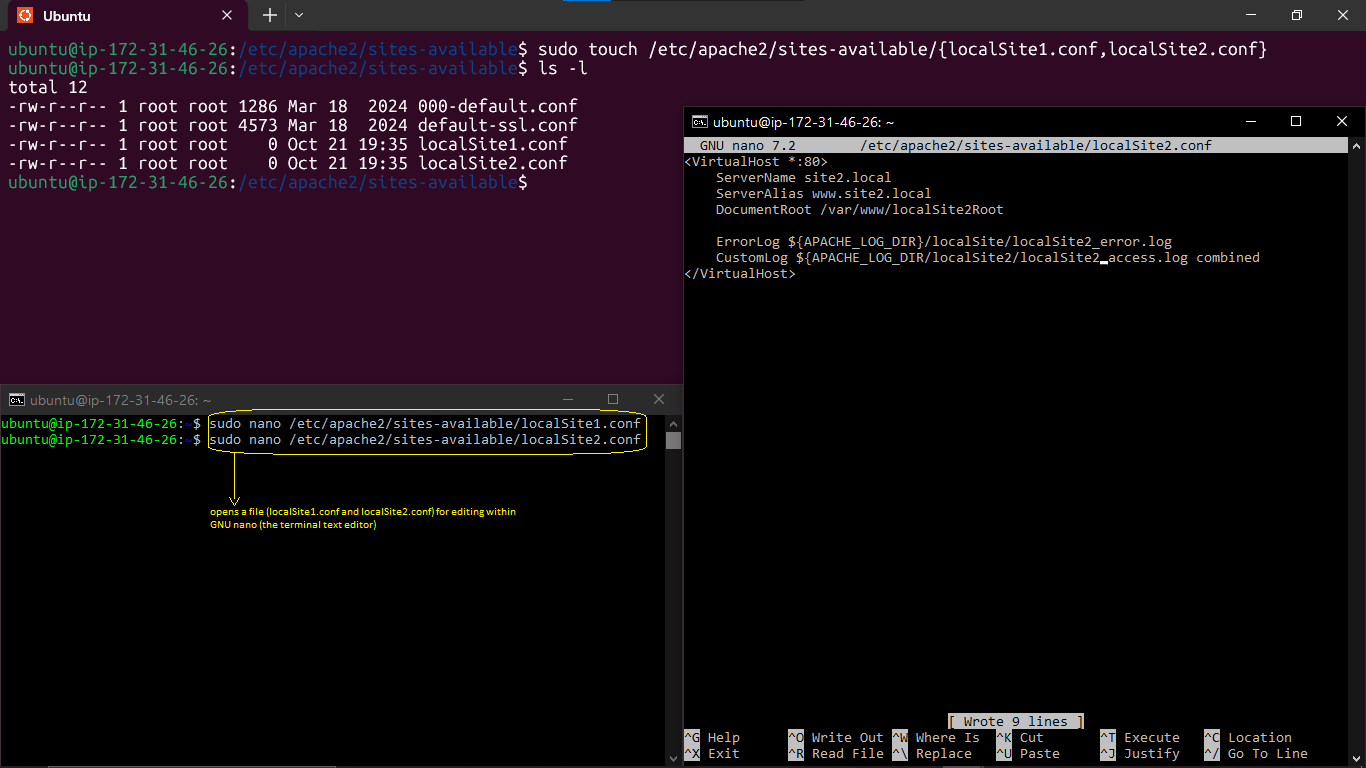 Ubuntu
ubuntu@ip-172-31-46-26:/etc/apache2/sites-available$ sudo touch /etc/apache2/sites-available/{localSite1.conf,localSite2.conf}
ubuntu@ip-172-31-46-26:/etc/apache2/sites-available$ ls -l
total 12
-rw-r--r-- 1 root root 1286 Mar 18  2024 000-default.conf
-rw-r--r-- 1 root root 4573 Mar 18  2024 default-ssl.conf
-rw-r--r-- 1 root root    0 Oct 21 19:35 localSite1.conf
-rw-r--r-- 1 root root    0 Oct 21 19:35 localSite2.conf
ubuntu@ip-172-31-46-26:/etc/apache2/sites-available$
ubuntu@ip-172-31-46-26: ~
GNU nano 7.2        /etc/apache2/sites-available/localSite2.conf
<VirtualHost *:80>
    ServerName site2.local
    ServerAlias www.site2.local
    DocumentRoot /var/www/localSite2Root
    ErrorLog ${APACHE_LOG_DIR}/localSite/localSite2_error.log
    CustomLog ${APACHE_LOG_DIR/localSite2/localSite2_access.log combined
</VirtualHost>
[ Wrote 9 lines ]
^G Help      ^O Write Out ^W Where Is  ^K Cut       ^T Execute   ^C Location
^X Exit      ^R Read File ^\ Replace   ^U Paste     ^J Justify   ^/ Go To Line
ubuntu@ip-172-31-46-26: ~
ubuntu@ip-172-31-46-26:~$ sudo nano /etc/apache2/sites-available/localSite1.conf
ubuntu@ip-172-31-46-26:~$ sudo nano /etc/apache2/sites-available/localSite2.conf
opens a file (localSite1.conf and localSite2.conf) for editing within
GNU nano (the terminal text editor)